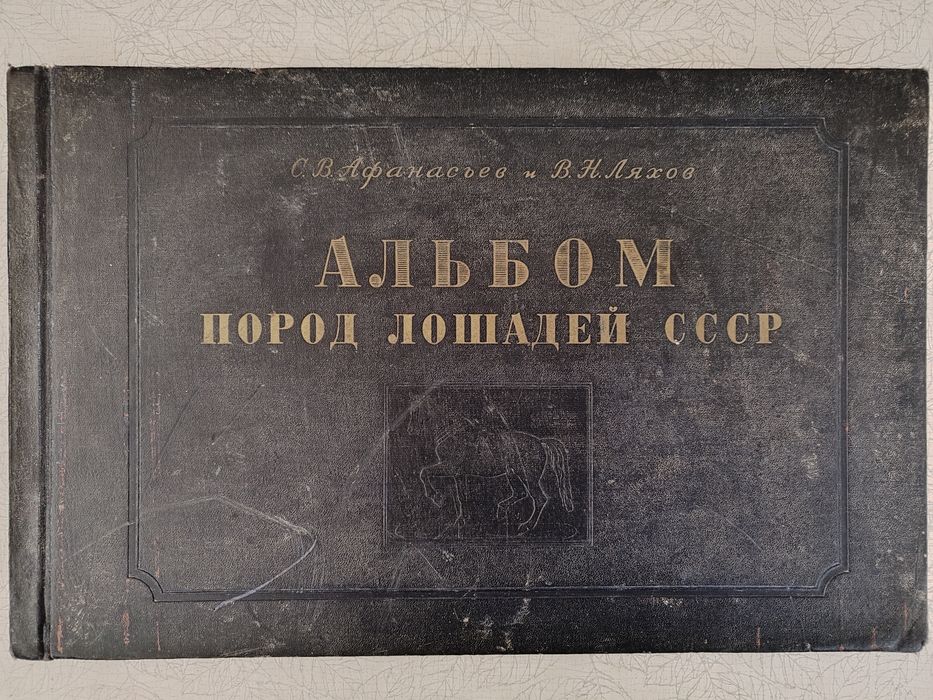 С. В. Афанасьев и В. Н. Ляхов
АЛЬБОМ
ПОРОД ЛОШАДЕЙ СССР